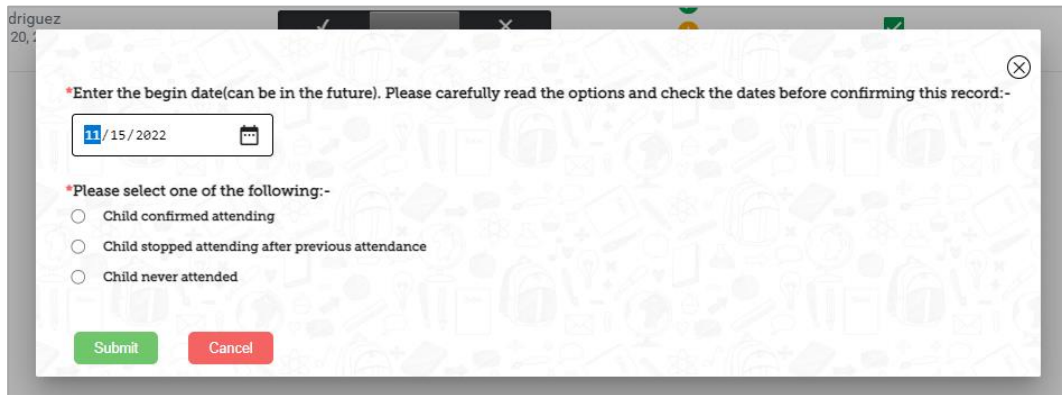 driguez
20,
*Enter the begin date(can be in the future). Please carefully read the options and check the dates before confirming this record:-
11/15/2022
*Please select one of the following:-
Child confirmed attending
Child stopped attending after previous attendance
Child never attended
Submit
Cancel